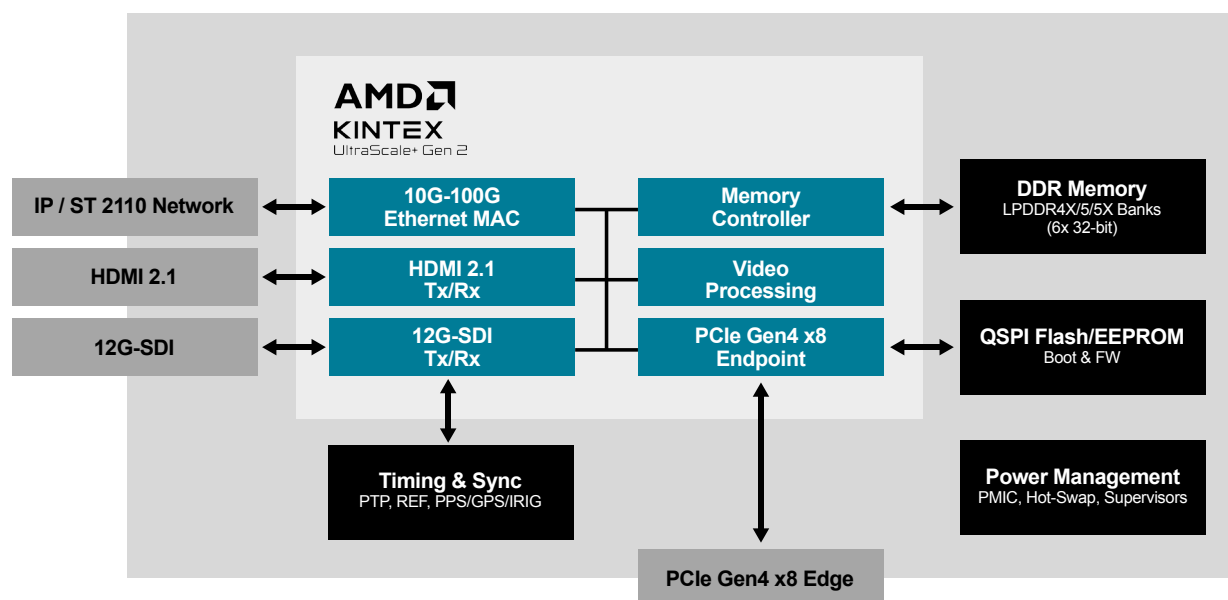 AMD
KINTEX
UltraScale+ Gen 2
IP / ST 2110 Network
10G-100G
Ethernet MAC
Memory
Controller
DDR Memory
LPDDR4X/5/5X Banks
(6x 32-bit)
HDMI 2.1
HDMI 2.1
Tx/Rx
Video
Processing
12G-SDI
12G-SDI
Tx/Rx
PCIe Gen4 x8
Endpoint
QSPI Flash/EEPROM
Boot & FW
Timing & Sync
PTP, REF, PPS/GPS/IRIG
Power Management
PMIC, Hot-Swap, Supervisors
PCIe Gen4 x8 Edge